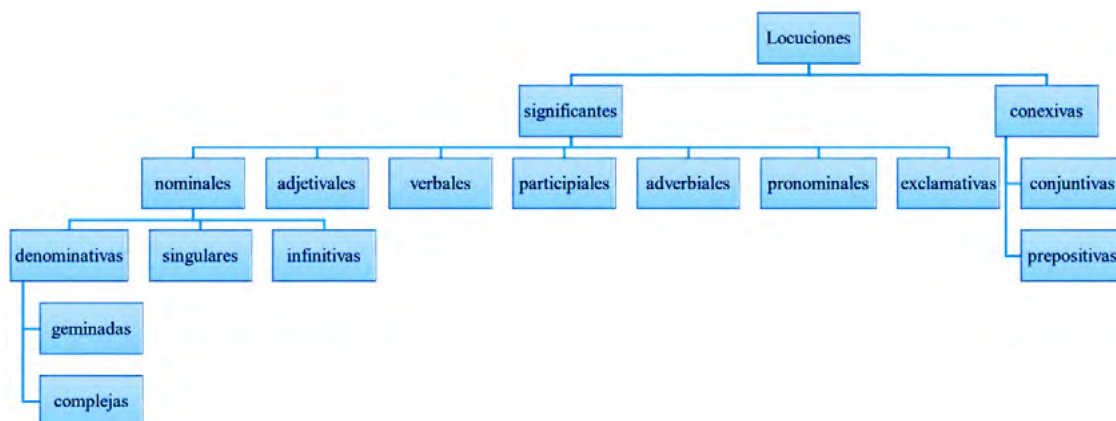 Locuciones
significantes
conexivas
nominales
adjetivales
verbales
participiales
adverbiales
pronominales
exclamativas
conjuntivas
denominativas
singulares
infinitivas
prepositivas
geminadas
complejas